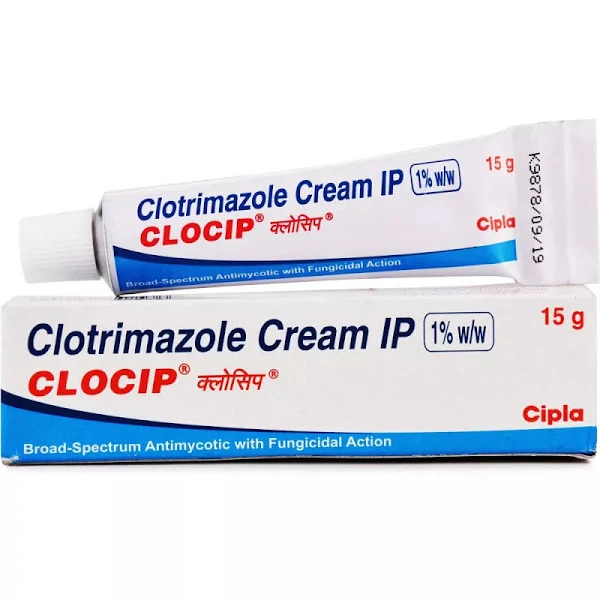 Clotrimazole Cream IP 1% w/w 15 g
CLOCIP® क्लोसिप®
Cipla
Broad-Spectrum Antimycotic with Fungicidal Action
K9878/09/19
Clotrimazole Cream IP 1% w/w 15 g
CLOCIP® क्लोसिप®
Cipla
Broad-Spectrum Antimycotic with Fungicidal Action